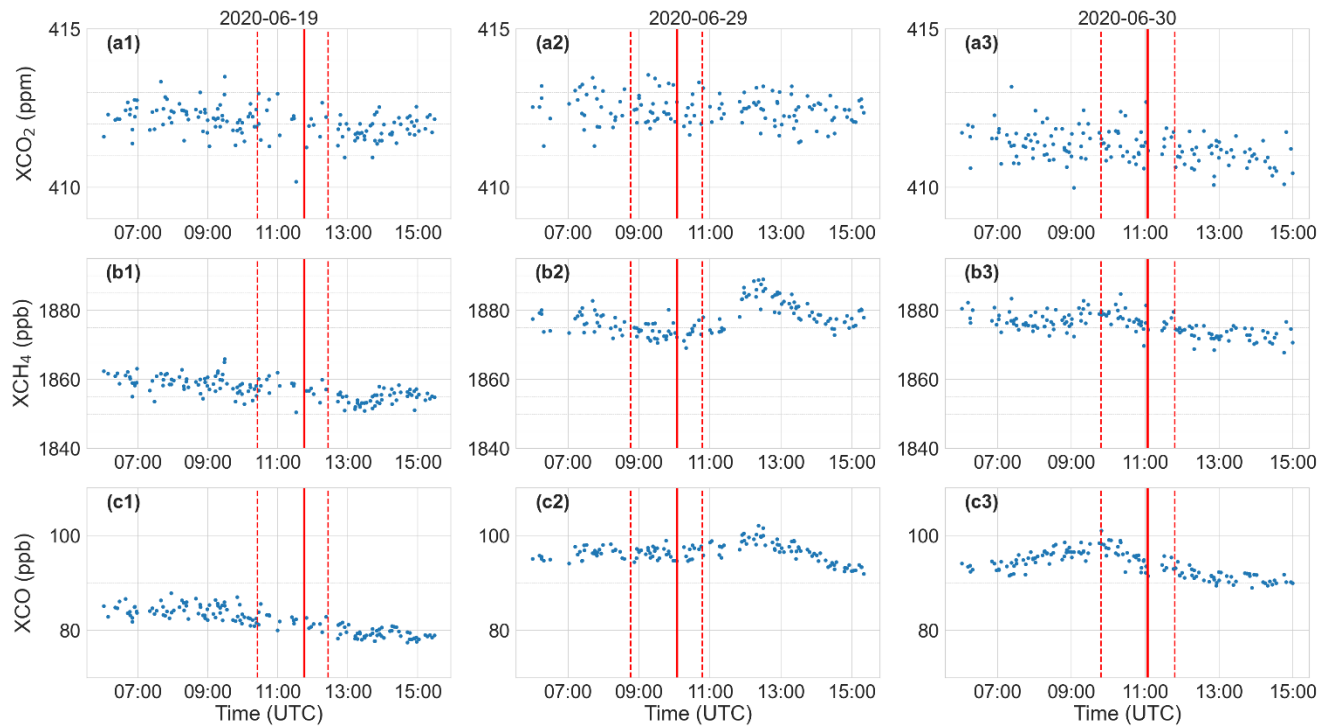 2020-06-19 2020-06-29 2020-06-30
415 (a1) 415 (a2) 415 (a3)
XCO₂ (ppm)
410 410 410
07:00 09:00 11:00 13:00 15:00 07:00 09:00 11:00 13:00 15:00 07:00 09:00 11:00 13:00 15:00
(b1) (b2) (b3)
1880 1880 1880
XCH₄ (ppb)
1860 1860 1860
1840 1840 1840
07:00 09:00 11:00 13:00 15:00 07:00 09:00 11:00 13:00 15:00 07:00 09:00 11:00 13:00 15:00
(c1) (c2) (c3)
100 100 100
XCO (ppb)
80 80 80
07:00 09:00 11:00 13:00 15:00 07:00 09:00 11:00 13:00 15:00 07:00 09:00 11:00 13:00 15:00
Time (UTC) Time (UTC) Time (UTC)